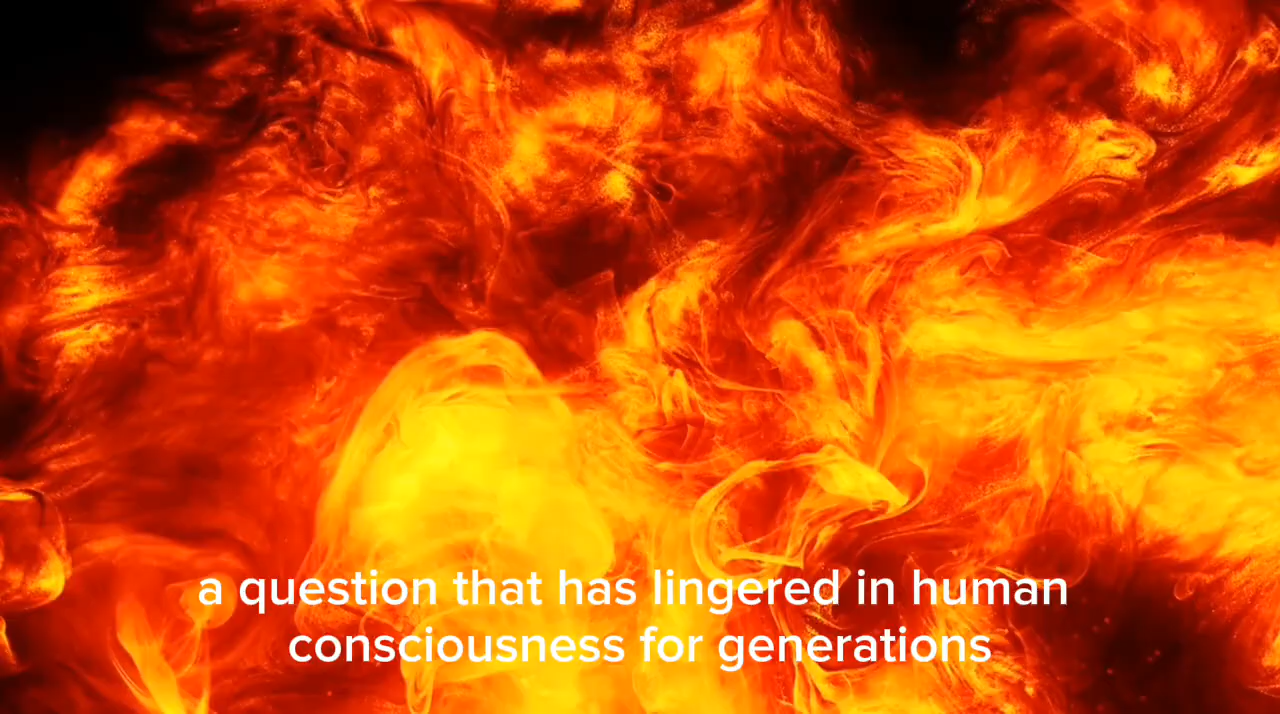 a question that has lingered in human
consciousness for generations